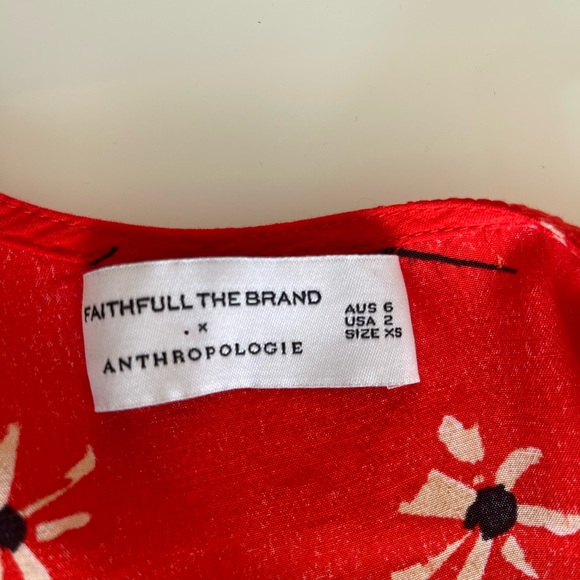 FAITHFULL THE BRAND
. x
ANTHROPOLOGIE
AUS 6
USA 2
SIZE XS